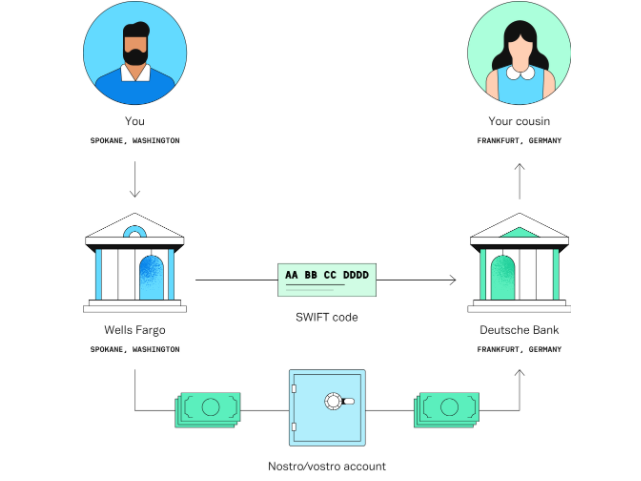 You
Your cousin
SPOKANE, WASHINGTON
FRANKFURT, GERMANY
AA BB CC DDDD
SWIFT code
Wells Fargo
Deutsche Bank
SPOKANE, WASHINGTON
FRANKFURT, GERMANY
Nostro/vostro account